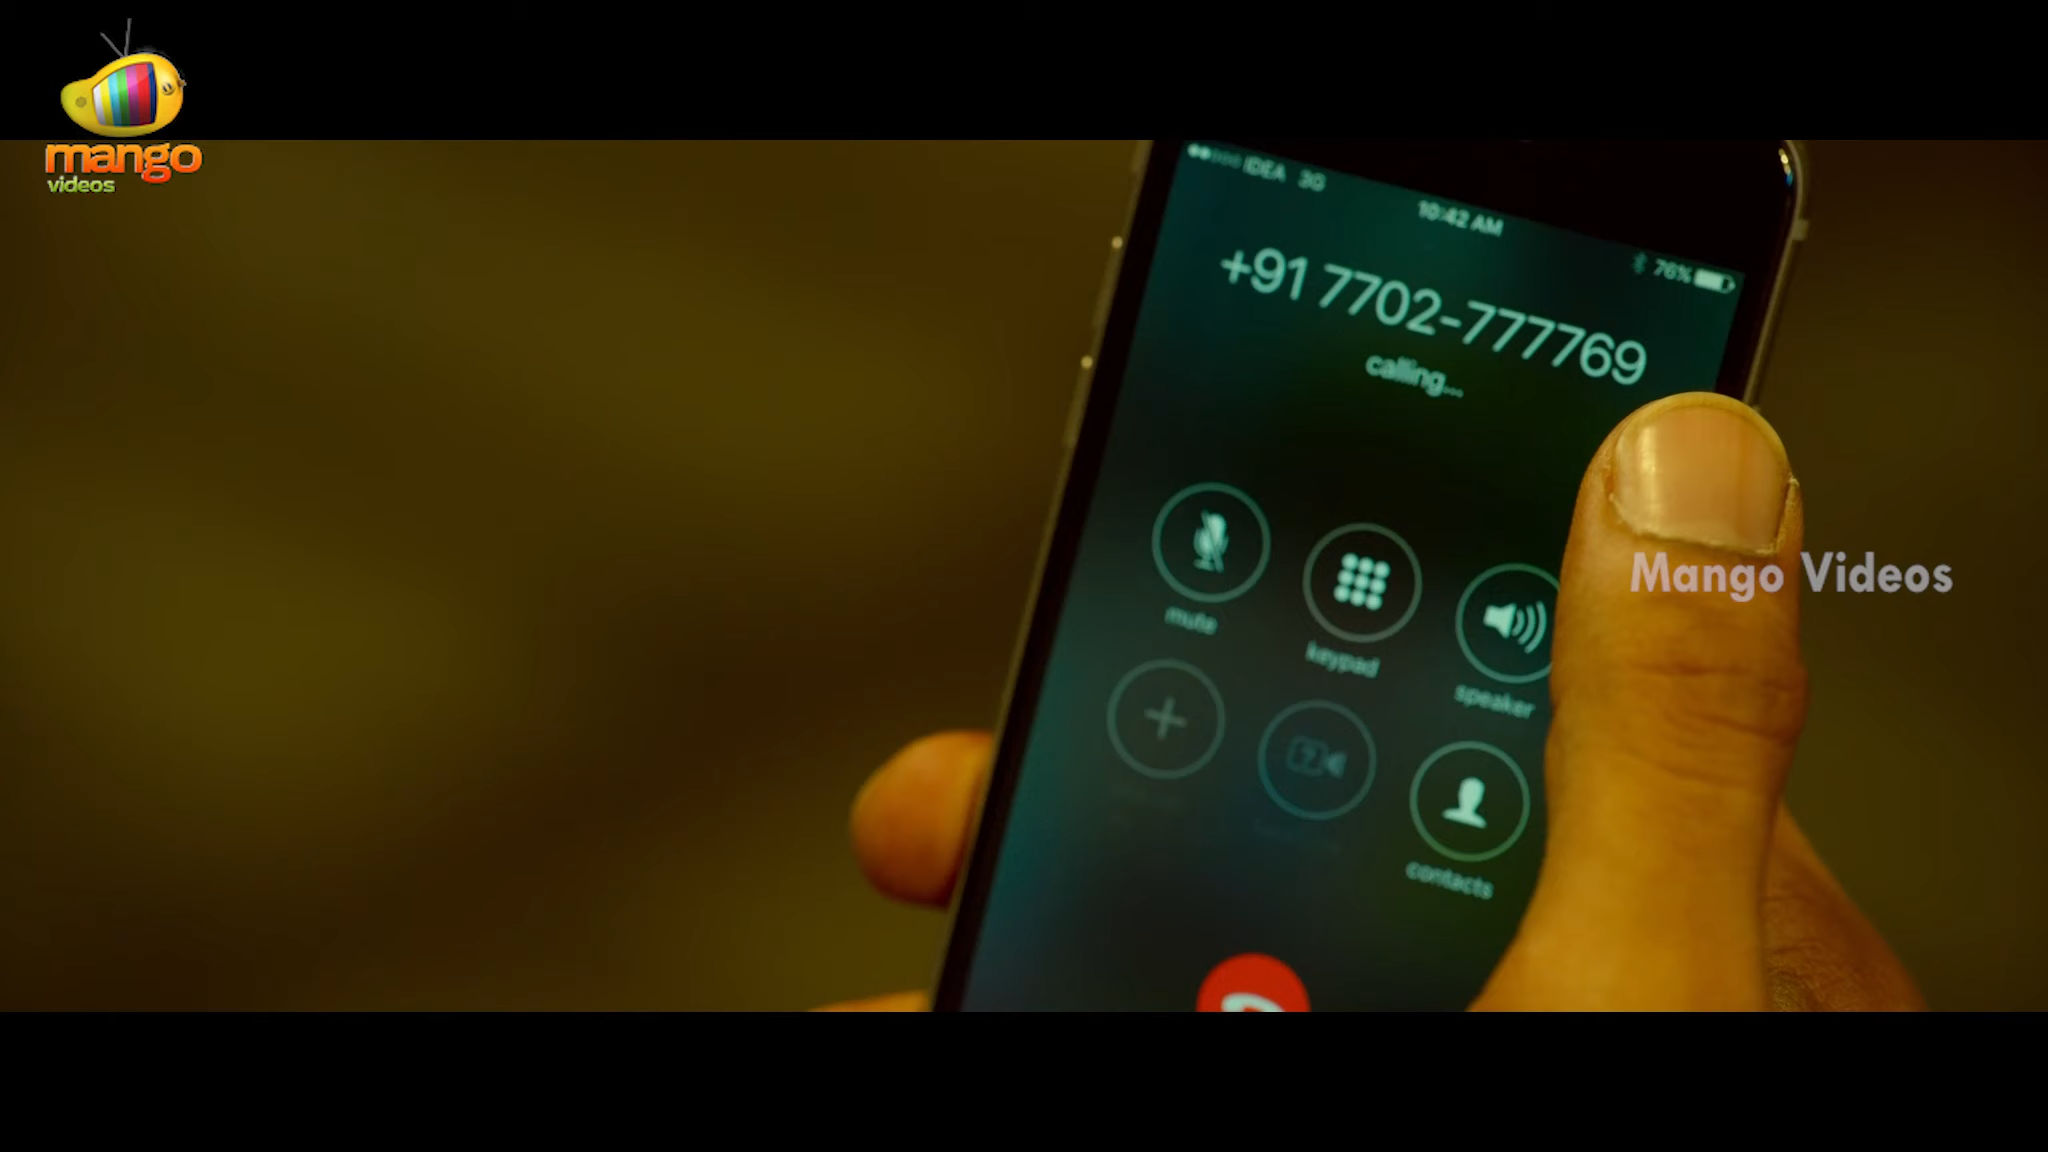 mango
videos
IDEA 3G
10:42 AM
76%
+91 7702-777769
calling...
mute
keypad
speaker
contacts
Mango Videos